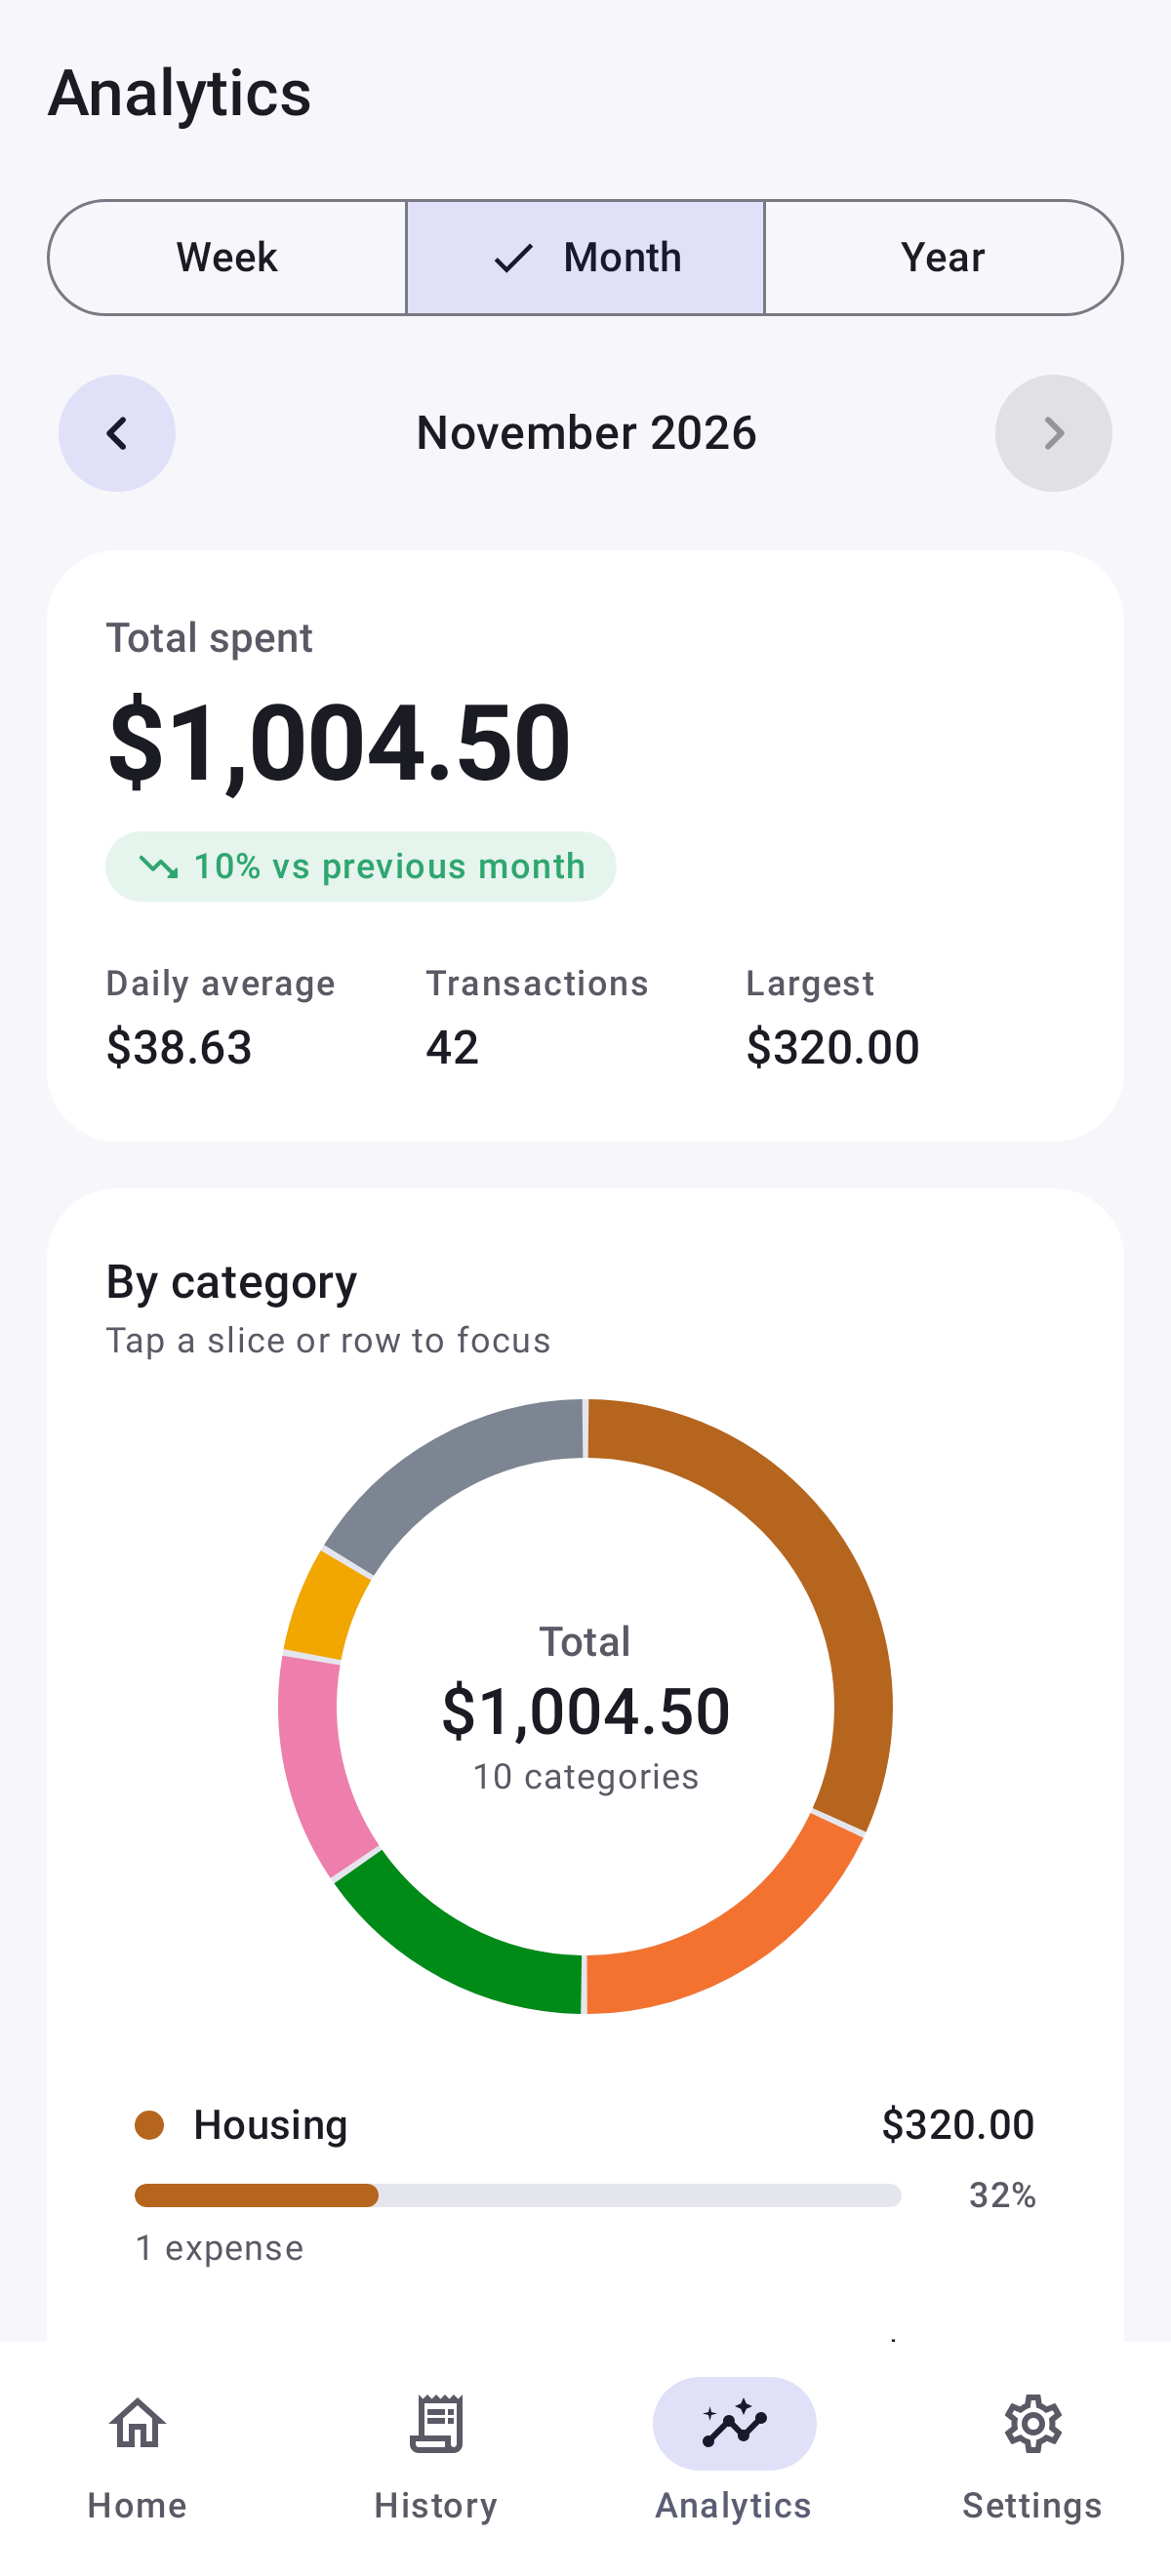 Analytics
Week Month Year
November 2026
Total spent
$1,004.50
10% vs previous month
Daily average Transactions Largest
$38.63 42 $320.00
By category
Tap a slice or row to focus
Total
$1,004.50
10 categories
Housing $320.00
32%
1 expense
Home History Analytics Settings